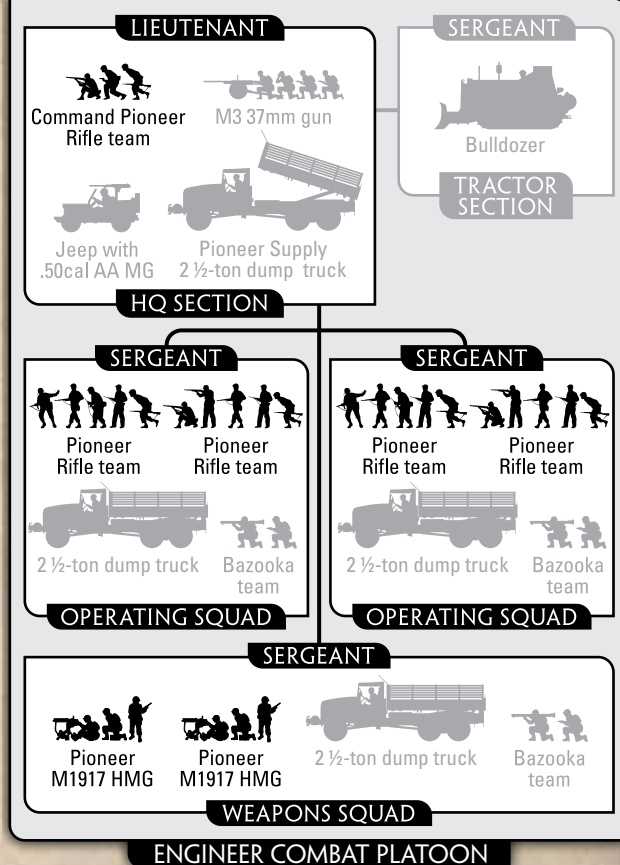 LIEUTENANT
Command Pioneer
Rifle team
M3 37mm gun
Jeep with
.50cal AA MG
Pioneer Supply
2 ½-ton dump truck
HQ SECTION
SERGEANT
Bulldozer
TRACTOR
SECTION
SERGEANT
Pioneer
Rifle team
Pioneer
Rifle team
2 ½-ton dump truck
Bazooka
team
OPERATING SQUAD
SERGEANT
Pioneer
Rifle team
Pioneer
Rifle team
2 ½-ton dump truck
Bazooka
team
OPERATING SQUAD
SERGEANT
Pioneer
M1917 HMG
Pioneer
M1917 HMG
2 ½-ton dump truck
Bazooka
team
WEAPONS SQUAD
ENGINEER COMBAT PLATOON